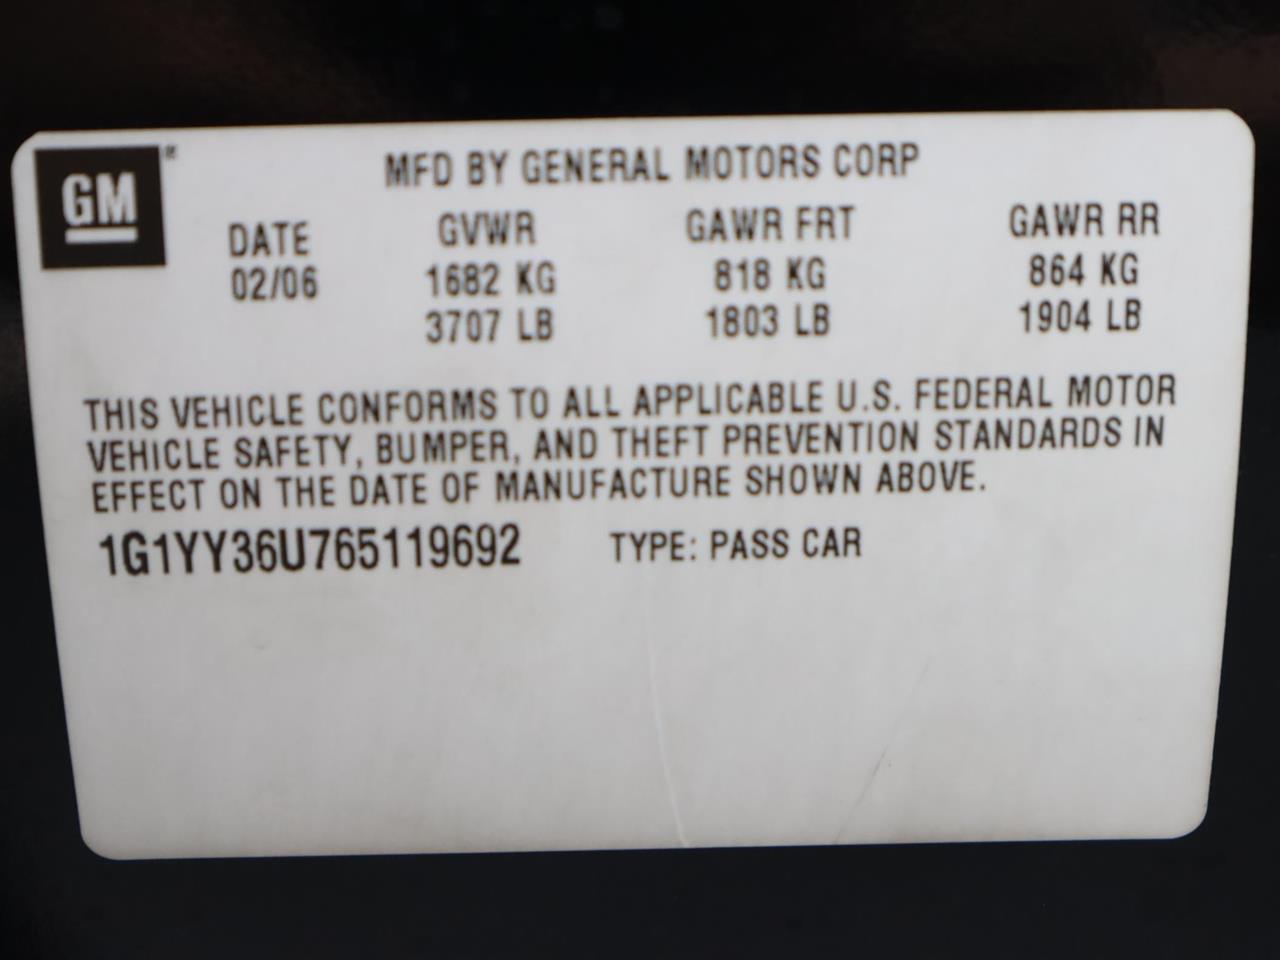 GM®
MFD BY GENERAL MOTORS CORP
DATE GVWR GAWR FRT GAWR RR
02/06 1682 KG 818 KG 864 KG
3707 LB 1803 LB 1904 LB
THIS VEHICLE CONFORMS TO ALL APPLICABLE U.S. FEDERAL MOTOR
VEHICLE SAFETY, BUMPER, AND THEFT PREVENTION STANDARDS IN
EFFECT ON THE DATE OF MANUFACTURE SHOWN ABOVE.
1G1YY36U765119692 TYPE: PASS CAR